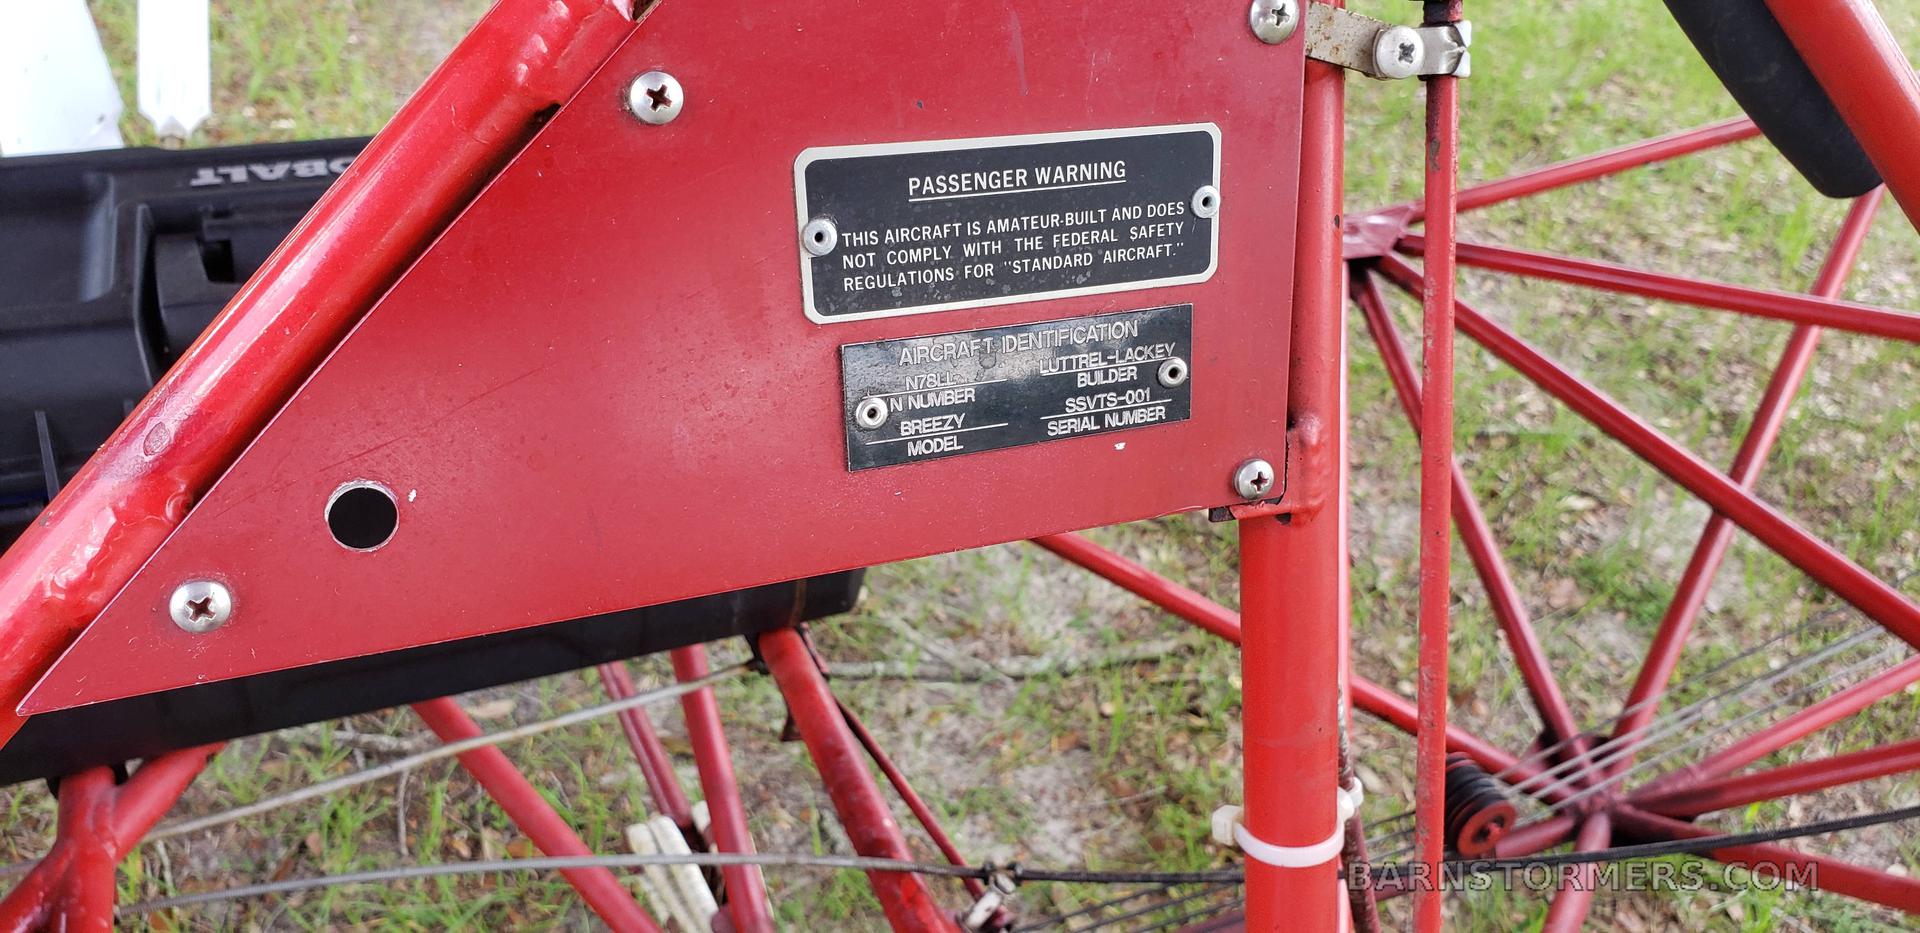 OBALT
PASSENGER WARNING
THIS AIRCRAFT IS AMATEUR-BUILT AND DOES
NOT COMPLY WITH THE FEDERAL SAFETY
REGULATIONS FOR "STANDARD AIRCRAFT."
AIRCRAFT IDENTIFICATION
N78LL LUTTREL-LACKEY
N NUMBER BUILDER
BREEZY SSVTS-001
MODEL SERIAL NUMBER
BARNSTORMERS.COM